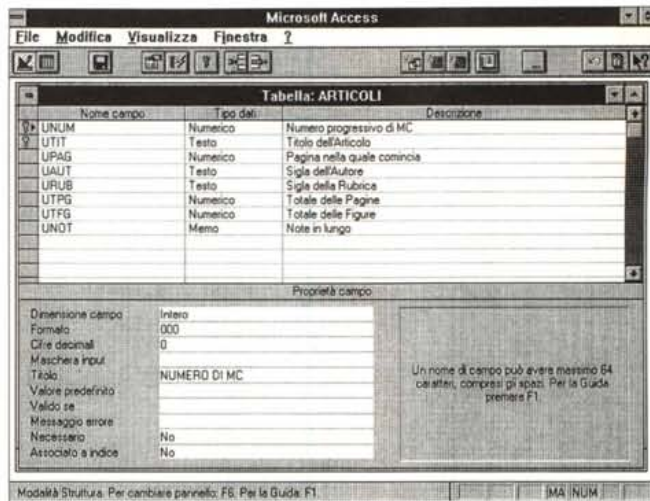 Microsoft Access
File Modifica Visualizza Finestra ?
Tabella: ARTICOLI
Nome campo Tipo dati Descrizione
UNUM Numerico Numero progressivo di MC
UTIT Testo Titolo dell'Articolo
UPAG Numerico Pagina nella quale comincia
UAUT Testo Sigla dell'Autore
URUB Testo Sigla della Rubrica
UTPG Numerico Totale delle Pagine
UTFG Numerico Totale delle Figure
UNOT Memo Note in lungo
Proprietà campo
Dimensione campo Intero
Formato 000
Cifre decimali 0
Maschera input
Titolo NUMERO DI MC
Valore predefinito
Valido se
Messaggio errore
Necessario No
Associato a indice No
Un nome di campo può avere massimo 64
caratteri, compresi gli spazi. Per la Guida
premere F1.
Modalità Struttura. Per cambiare pannello: F6. Per la Guida: F1. MA NUM